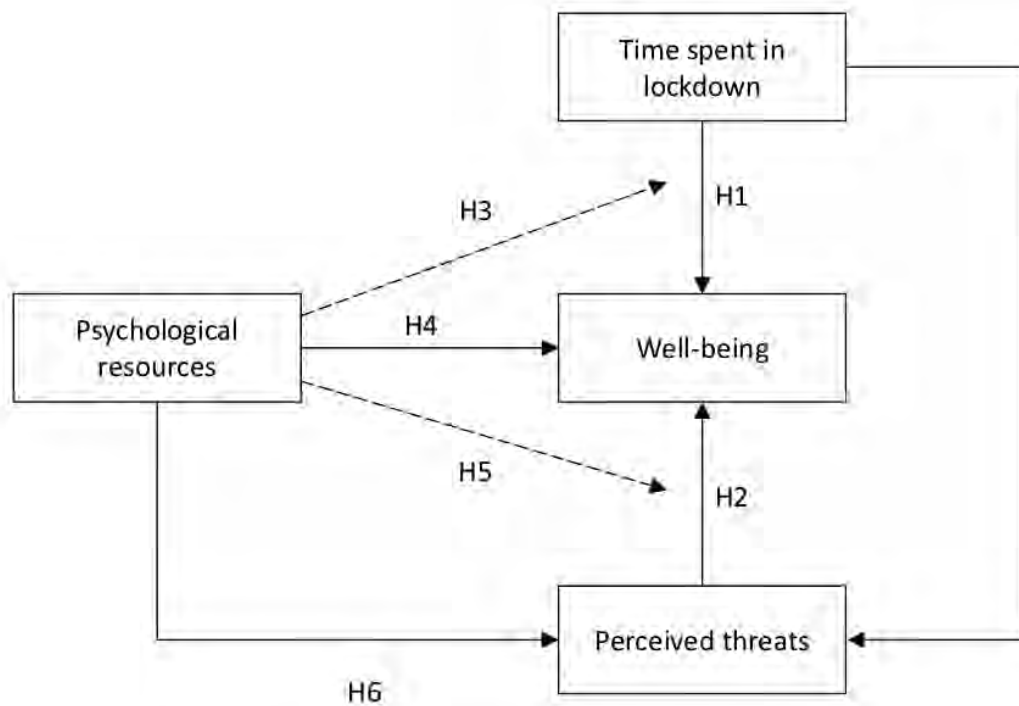 Time spent in
lockdown
H3
H1
Psychological
resources
H4
Well-being
H5
H2
Perceived threats
H6